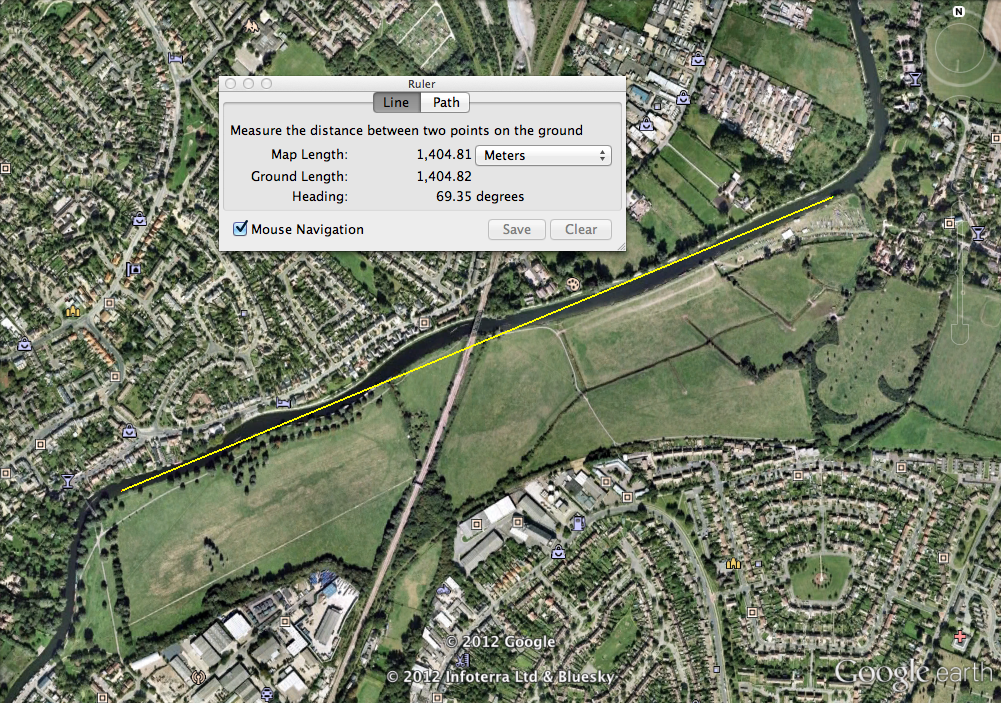 N
Ruler
Line Path
Measure the distance between two points on the ground
Map Length: 1,404.81 Meters
Ground Length: 1,404.82
Heading: 69.35 degrees
Mouse Navigation Save Clear
© 2012 Google
© 2012 Infoterra Ltd & Bluesky
Google earth